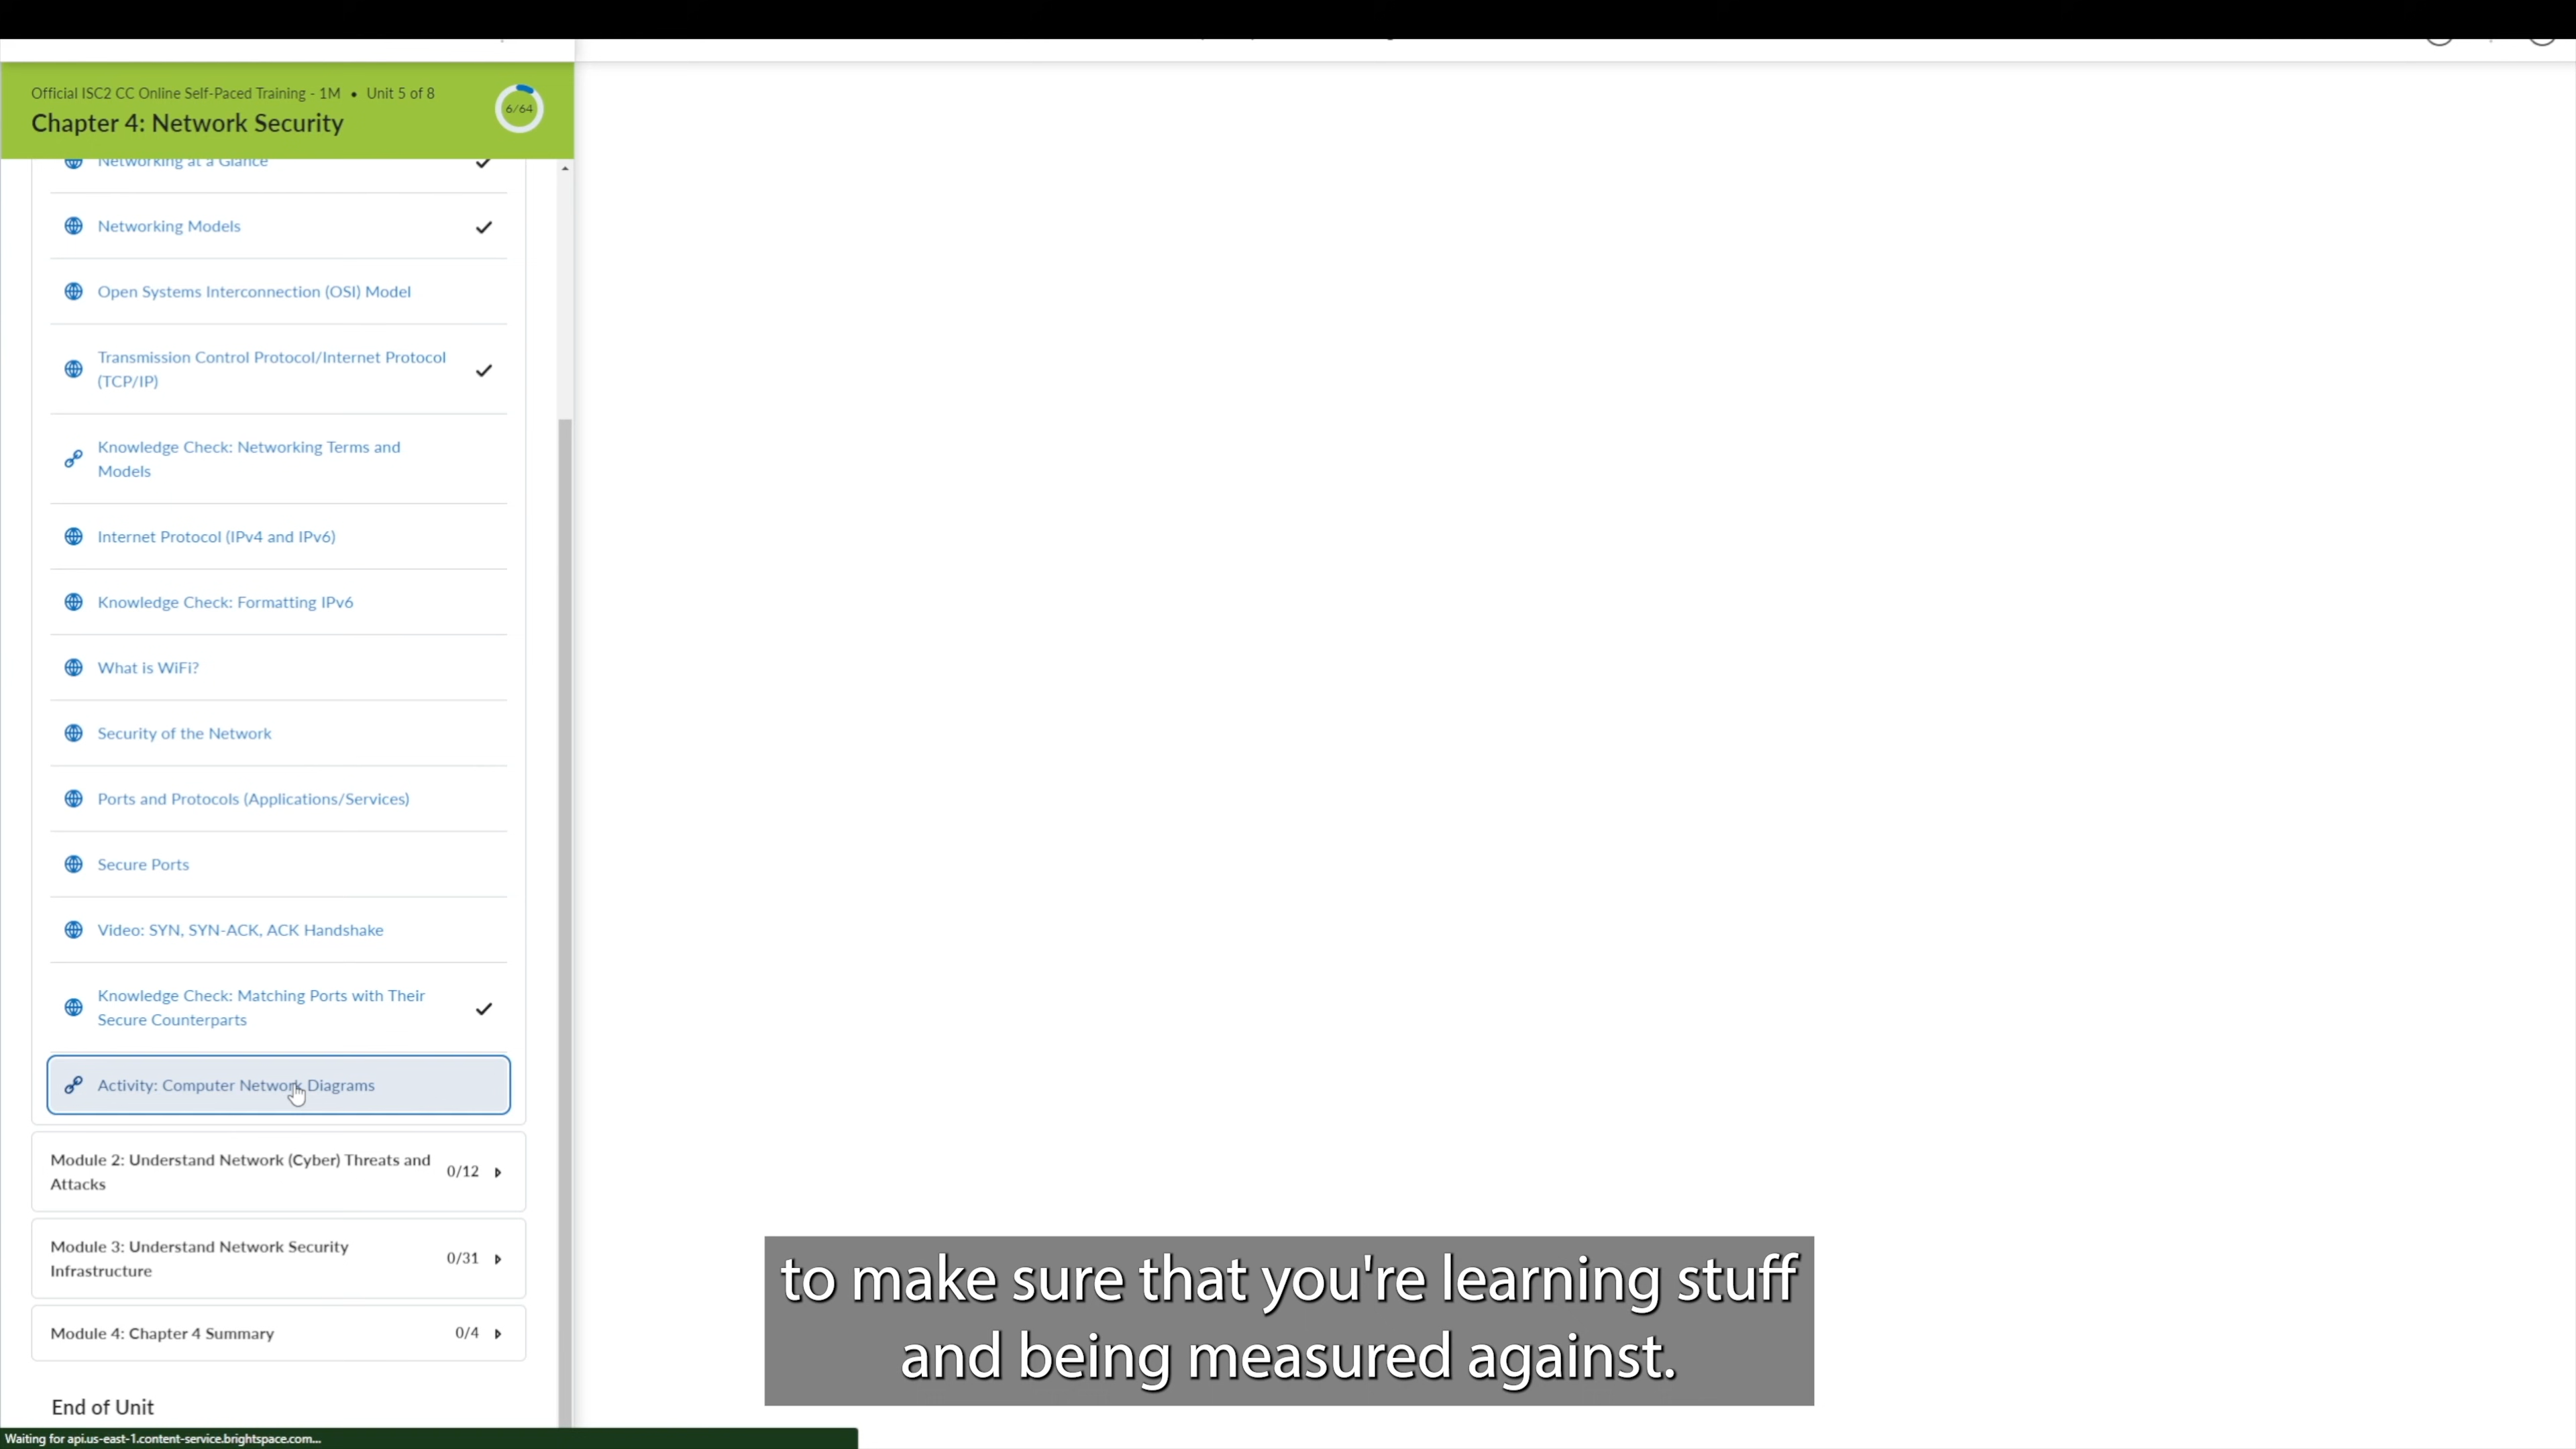 Official ISC2 CC Online Self-Paced Training - 1M • Unit 5 of 8
Chapter 4: Network Security
6/64
Networking at a Glance
Networking Models
Open Systems Interconnection (OSI) Model
Transmission Control Protocol/Internet Protocol
(TCP/IP)
Knowledge Check: Networking Terms and
Models
Internet Protocol (IPv4 and IPv6)
Knowledge Check: Formatting IPv6
What is WiFi?
Security of the Network
Ports and Protocols (Applications/Services)
Secure Ports
Video: SYN, SYN-ACK, ACK Handshake
Knowledge Check: Matching Ports with Their
Secure Counterparts
Activity: Computer Network Diagrams
Module 2: Understand Network (Cyber) Threats and
Attacks
0/12
Module 3: Understand Network Security
Infrastructure
0/31
Module 4: Chapter 4 Summary
0/4
End of Unit
Waiting for api.us-east-1.content-service.brightspace.com...
to make sure that you're learning stuff
and being measured against.